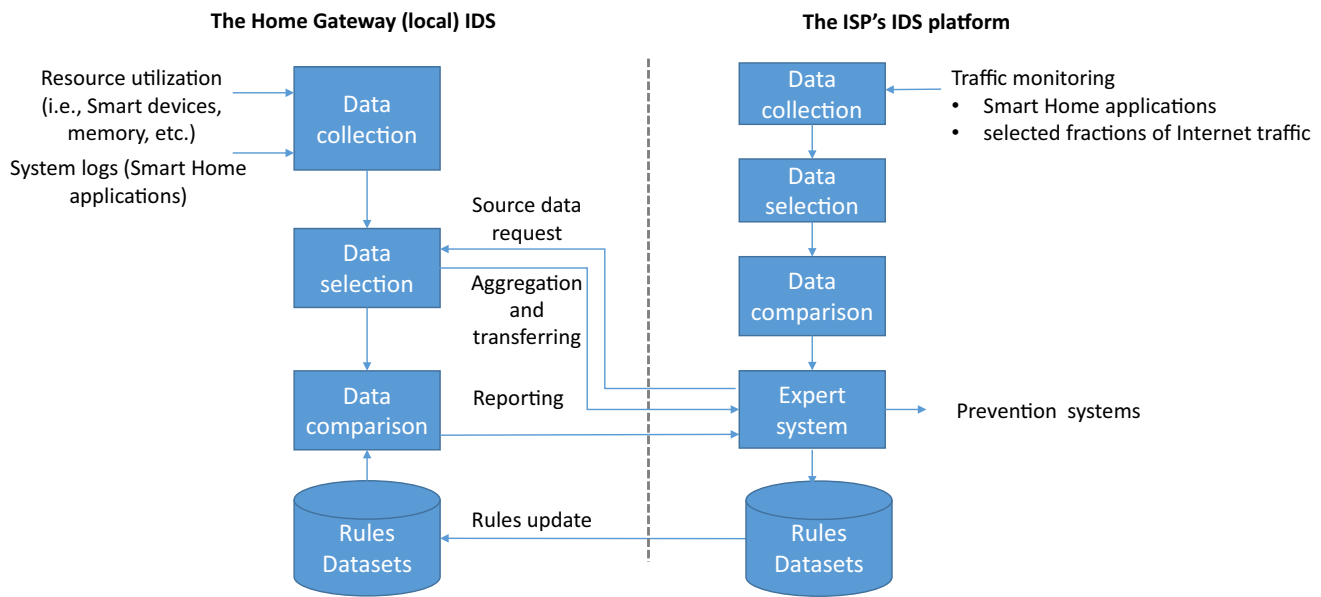 The Home Gateway (local) IDS
Resource utilization
(i.e., Smart devices,
memory, etc.)
System logs (Smart Home
applications)
Data
collection
Data
selection
Data
comparison
Rules
Datasets
Source data
request
Aggregation
and
transferring
Reporting
Rules update
The ISP's IDS platform
Data
collection
Traffic monitoring
• Smart Home applications
• selected fractions of Internet traffic
Data
selection
Data
comparison
Expert
system
Prevention systems
Rules
Datasets